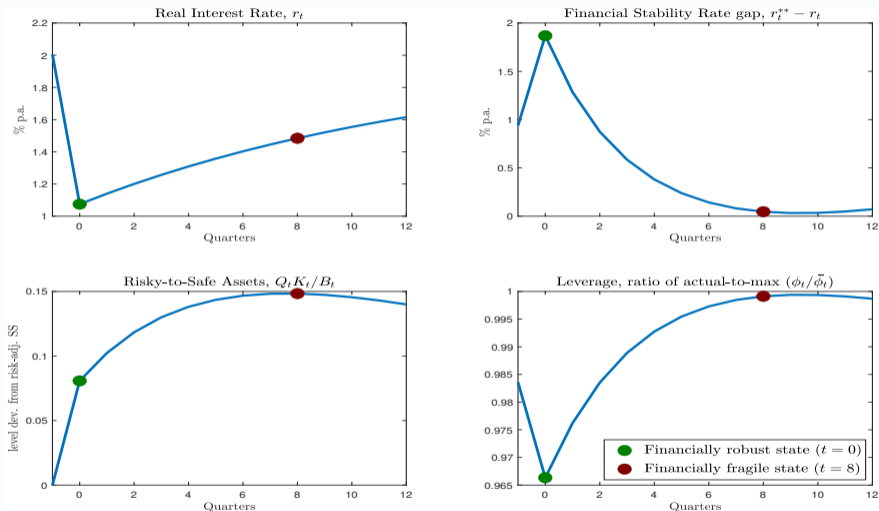 Real Interest Rate, r_t
2.2
2
1.8
1.6
1.4
1.2
1
% p.a.
0 2 4 6 8 10 12
Quarters
Financial Stability Rate gap, r_t^{**} − r_t
2
1.5
1
0.5
0
% p.a.
0 2 4 6 8 10 12
Quarters
Risky-to-Safe Assets, Q_tK_t/B_t
0.15
0.1
0.05
0
level dev. from risk-adj. SS
0 2 4 6 8 10 12
Quarters
Leverage, ratio of actual-to-max (ϕ_t/ϕ̄_t)
1
0.995
0.99
0.985
0.98
0.975
0.97
0.965
0 2 4 6 8 10 12
Quarters
Financially robust state (t = 0)
Financially fragile state (t = 8)